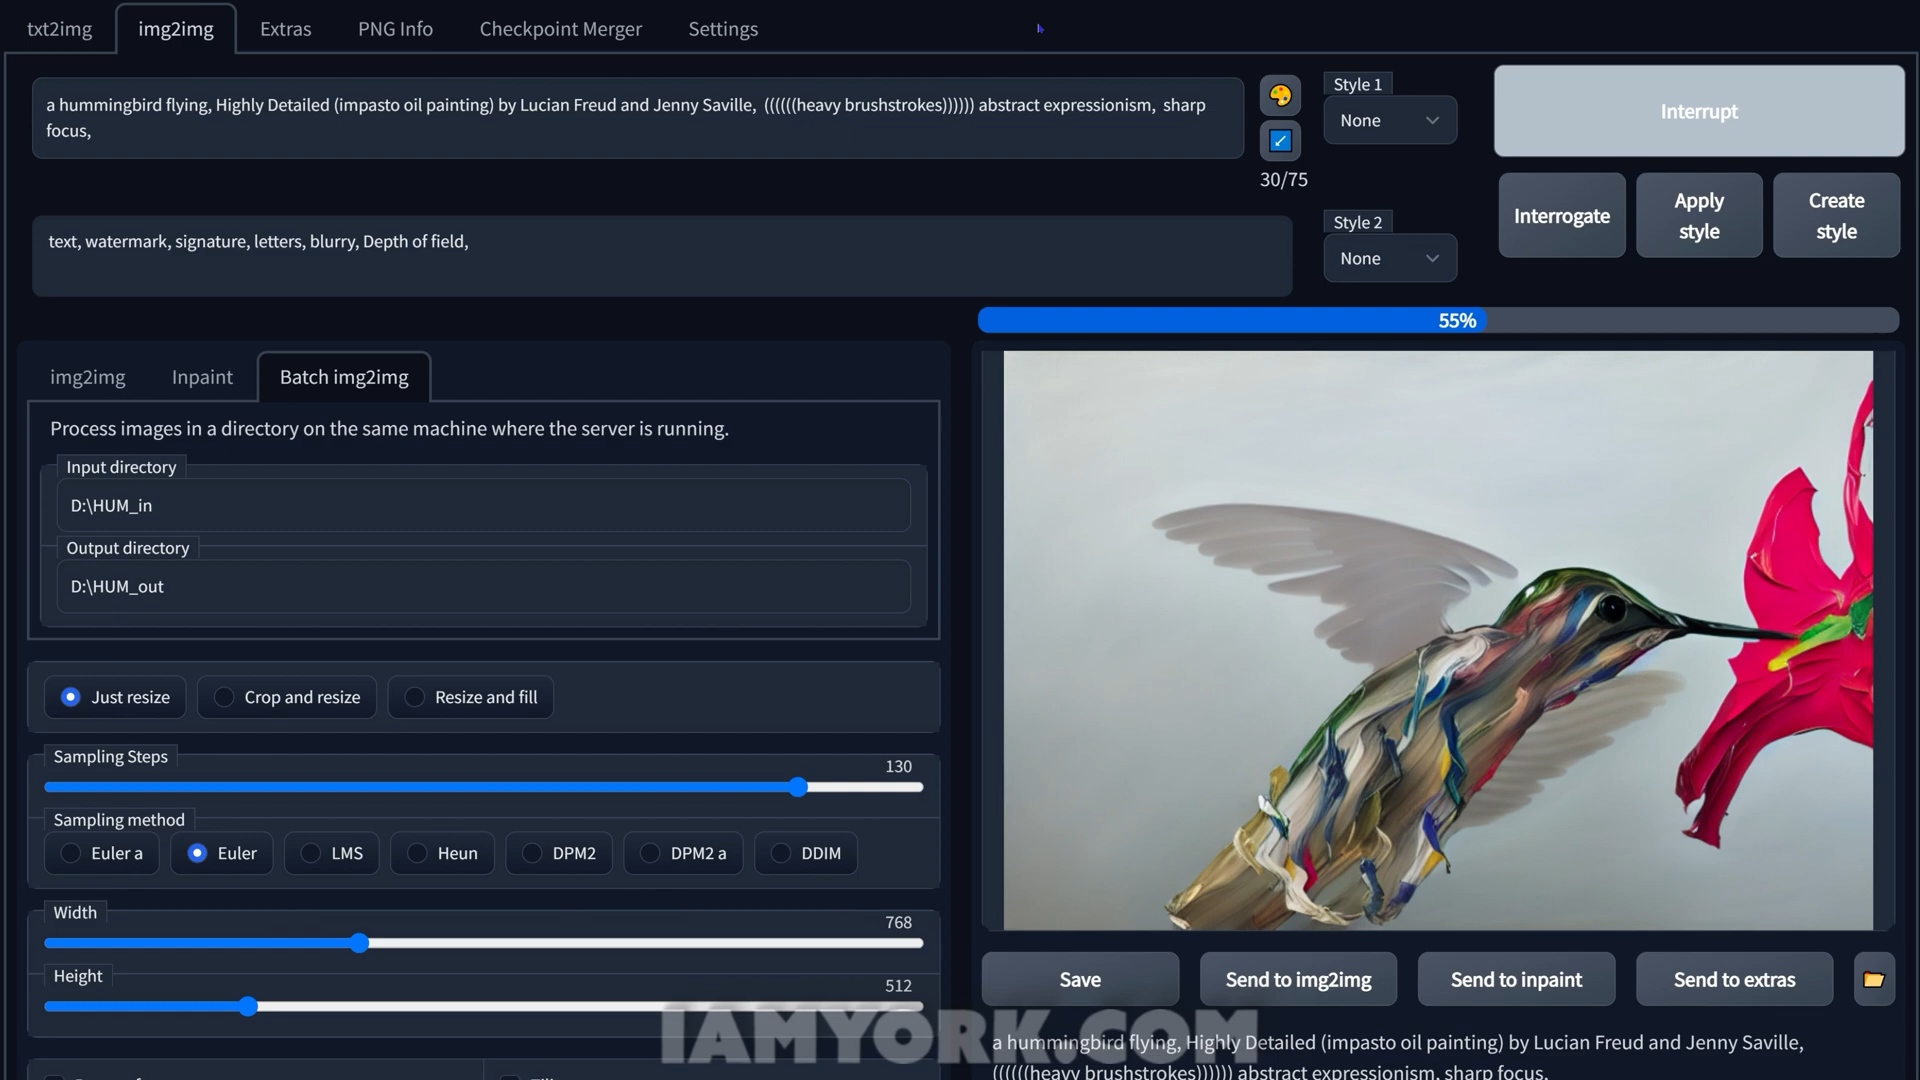 txt2img
img2img
Extras
PNG Info
Checkpoint Merger
Settings
a hummingbird flying, Highly Detailed (impasto oil painting) by Lucian Freud and Jenny Saville, ((((((heavy brushstrokes)))))) abstract expressionism, sharp
focus,
30/75
Style 1
None
Interrupt
Interrogate
Apply
style
Create
style
text, watermark, signature, letters, blurry, Depth of field,
Style 2
None
55%
img2img
Inpaint
Batch img2img
Process images in a directory on the same machine where the server is running.
Input directory
D:\HUM_in
Output directory
D:\HUM_out
Just resize
Crop and resize
Resize and fill
Sampling Steps
130
Sampling method
Euler a
Euler
LMS
Heun
DPM2
DPM2 a
DDIM
Width
768
Height
512
Save
Send to img2img
Send to inpaint
Send to extras
a hummingbird flying, Highly Detailed (impasto oil painting) by Lucian Freud and Jenny Saville,
((((((heavy brushstrokes)))))) abstract expressionism, sharp focus,
IAMYORK.COM